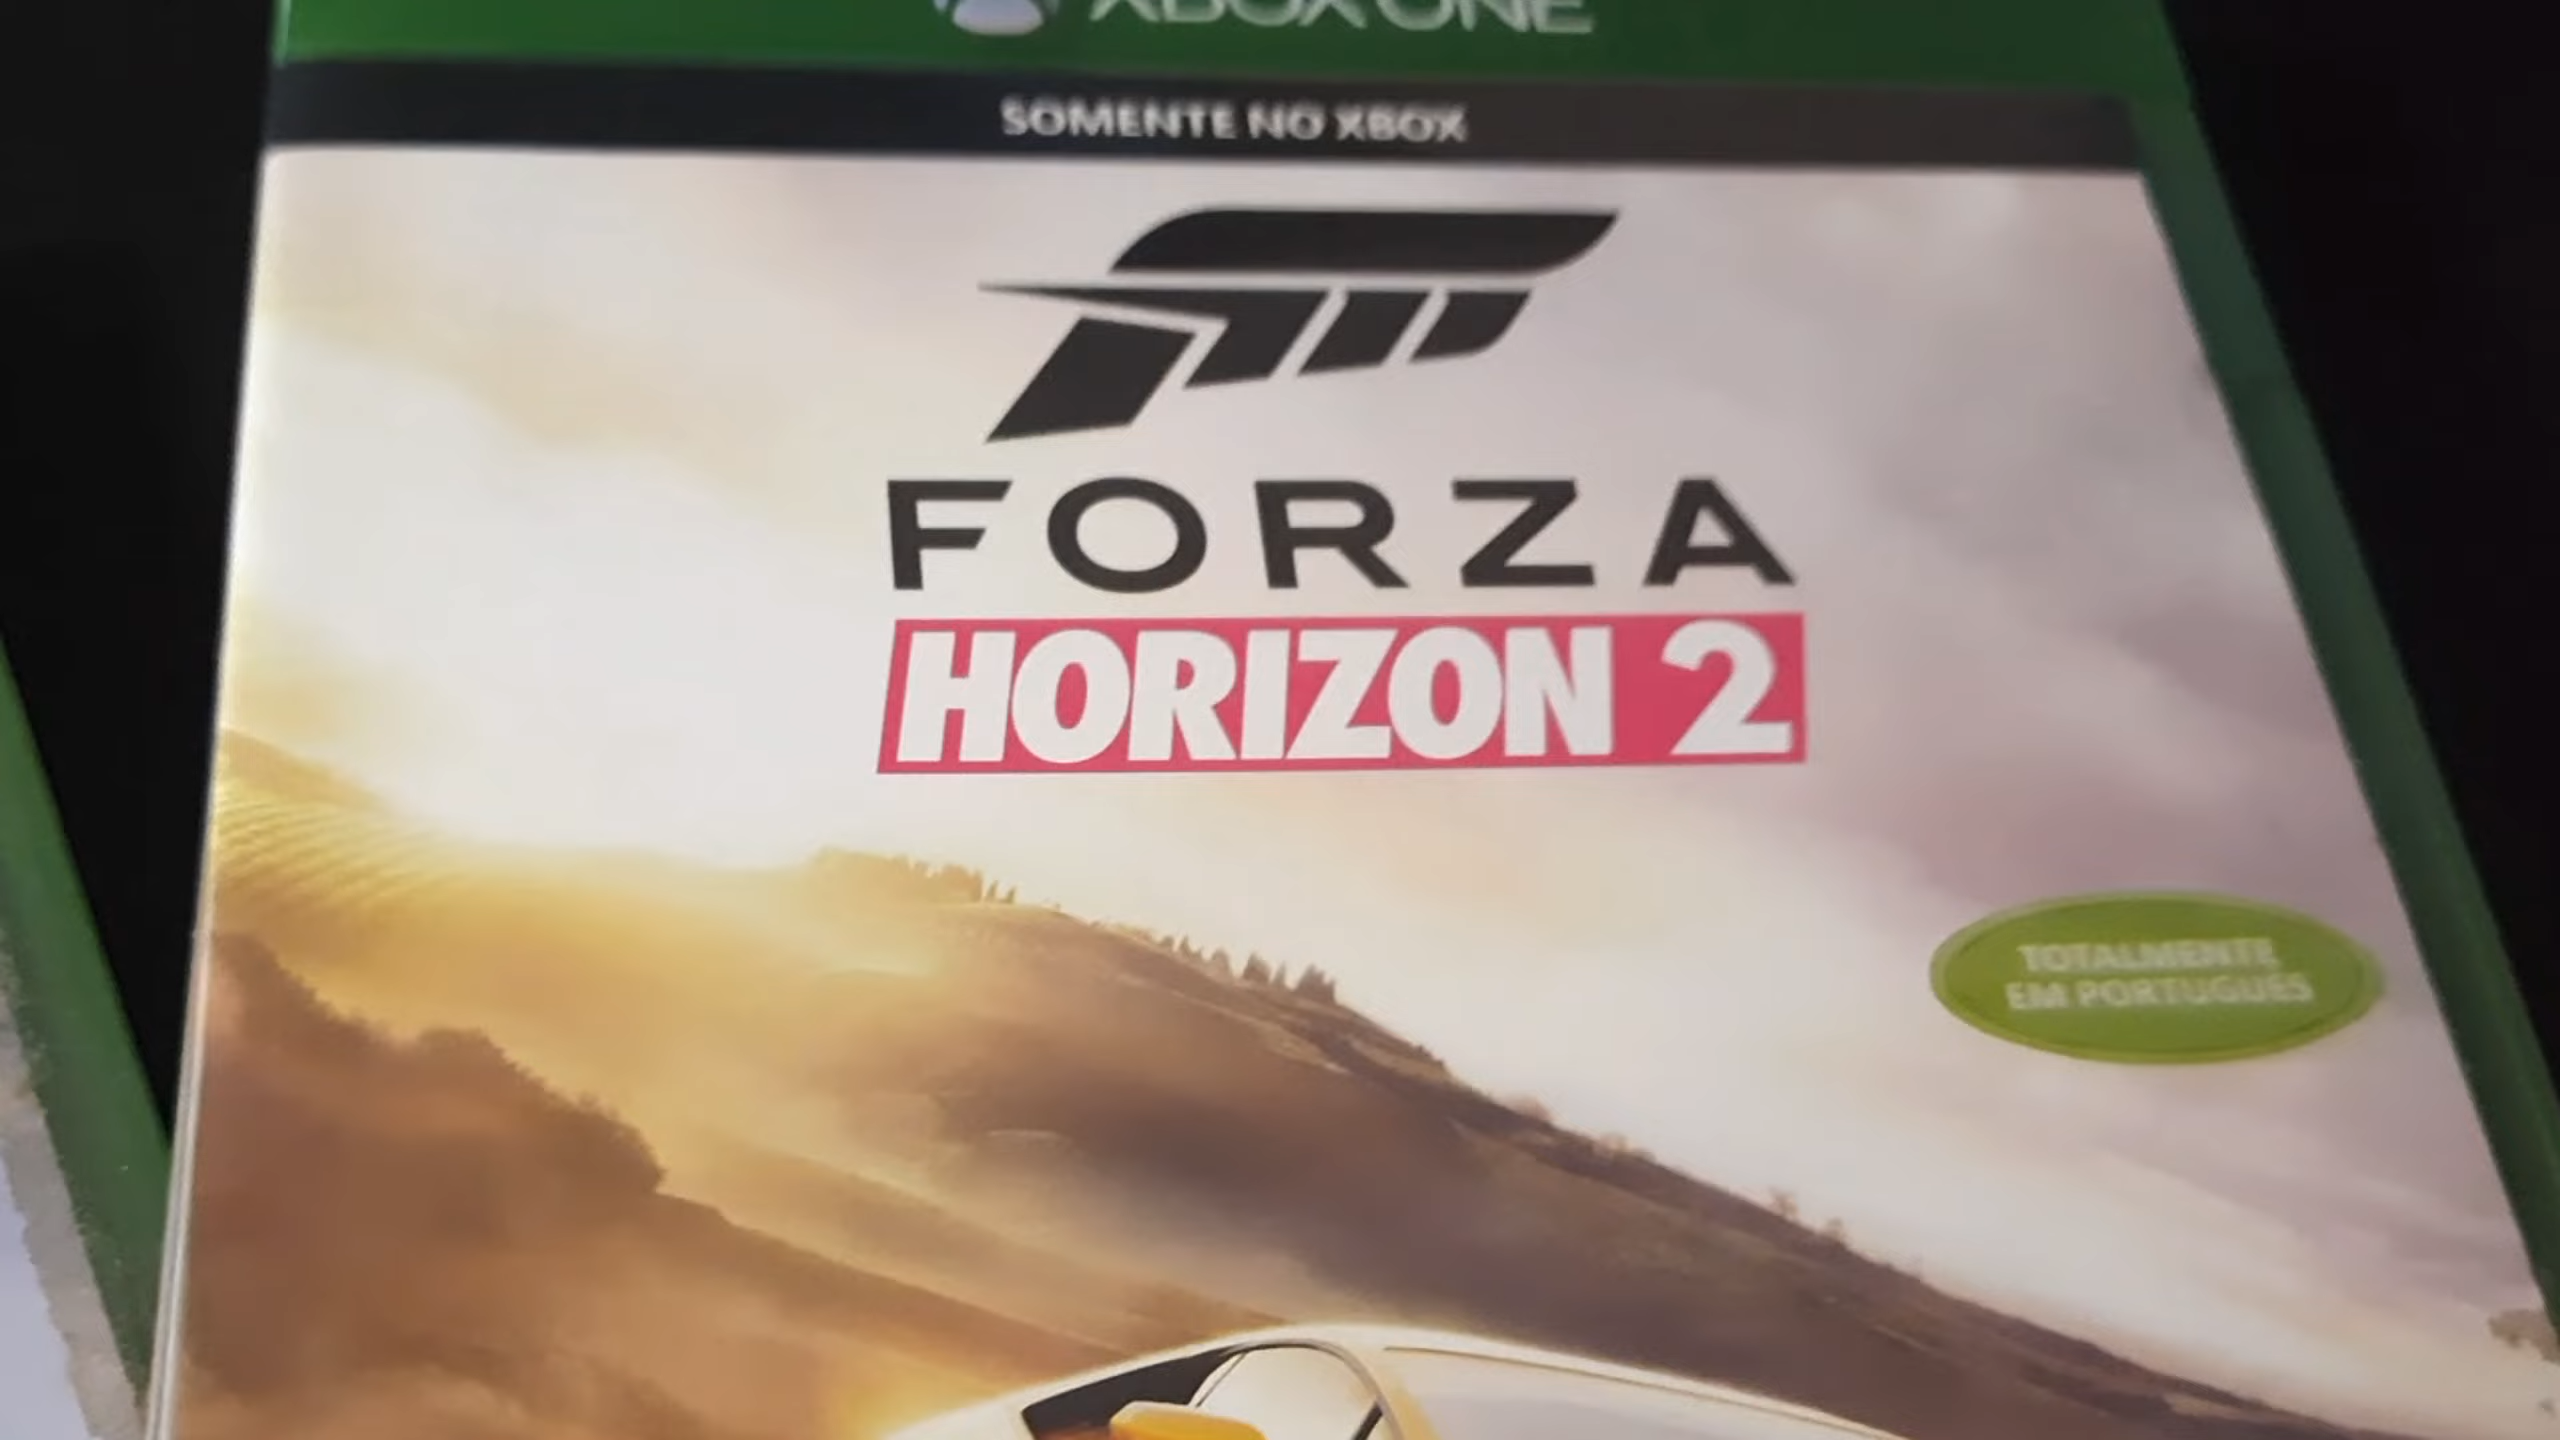 XBOX ONE
SOMENTE NO XBOX
FORZA
HORIZON 2
TOTALMENTE
EM PORTUGUÊS